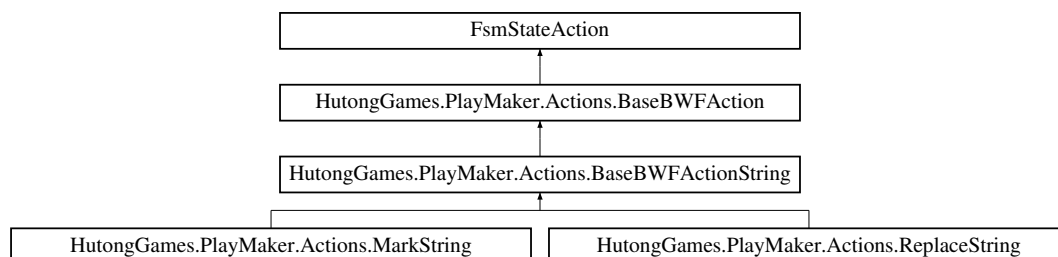 FsmStateAction
HutongGames.PlayMaker.Actions.BaseBWFAction
HutongGames.PlayMaker.Actions.BaseBWFActionString
HutongGames.PlayMaker.Actions.MarkString
HutongGames.PlayMaker.Actions.ReplaceString